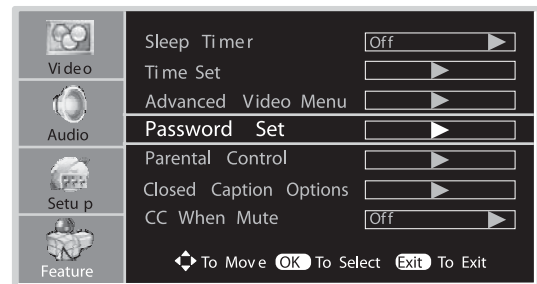 Video
Audio
Setup
Feature
Sleep Timer Off
Time Set
Advanced Video Menu
Password Set
Parental Control
Closed Caption Options
CC When Mute Off
To Move OK To Select Exit To Exit